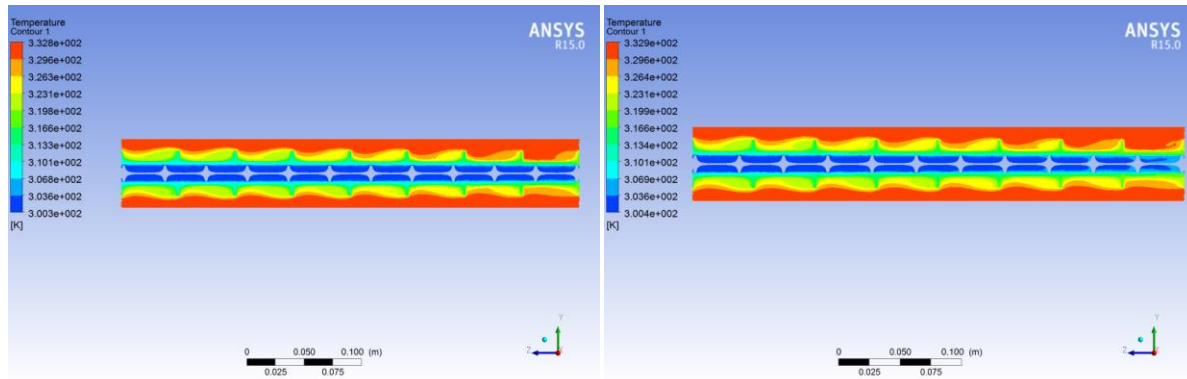 Temperature
Contour 1
3.328e+002
3.296e+002
3.263e+002
3.231e+002
3.198e+002
3.166e+002
3.133e+002
3.101e+002
3.068e+002
3.036e+002
3.003e+002
[K]
ANSYS
R15.0
0 0.050 0.100 (m)
0.025 0.075
Y
Z X
Temperature
Contour 1
3.329e+002
3.296e+002
3.264e+002
3.231e+002
3.199e+002
3.166e+002
3.134e+002
3.101e+002
3.069e+002
3.036e+002
3.004e+002
[K]
ANSYS
R15.0
0 0.050 0.100 (m)
0.025 0.075
Y
Z X